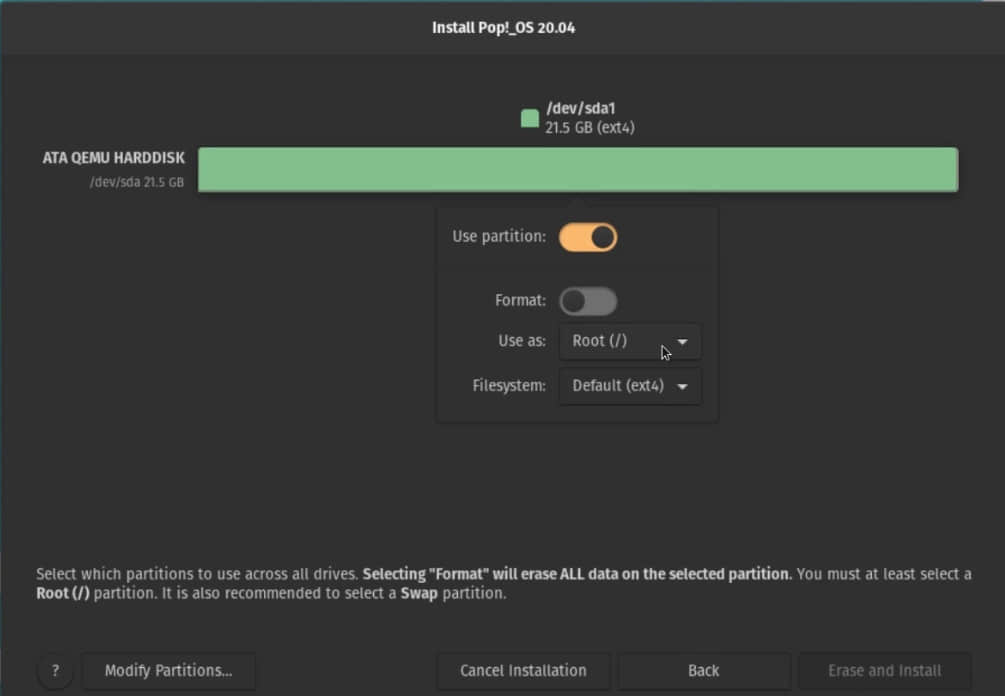 Install Pop!_OS 20.04
/dev/sda1
21.5 GB (ext4)
ATA QEMU HARDDISK
/dev/sda 21.5 GB
Use partition:
Format:
Use as: Root (/)
Filesystem: Default (ext4)
Select which partitions to use across all drives. Selecting "Format" will erase ALL data on the selected partition. You must at least select a
Root (/) partition. It is also recommended to select a Swap partition.
? Modify Partitions... Cancel Installation Back Erase and Install